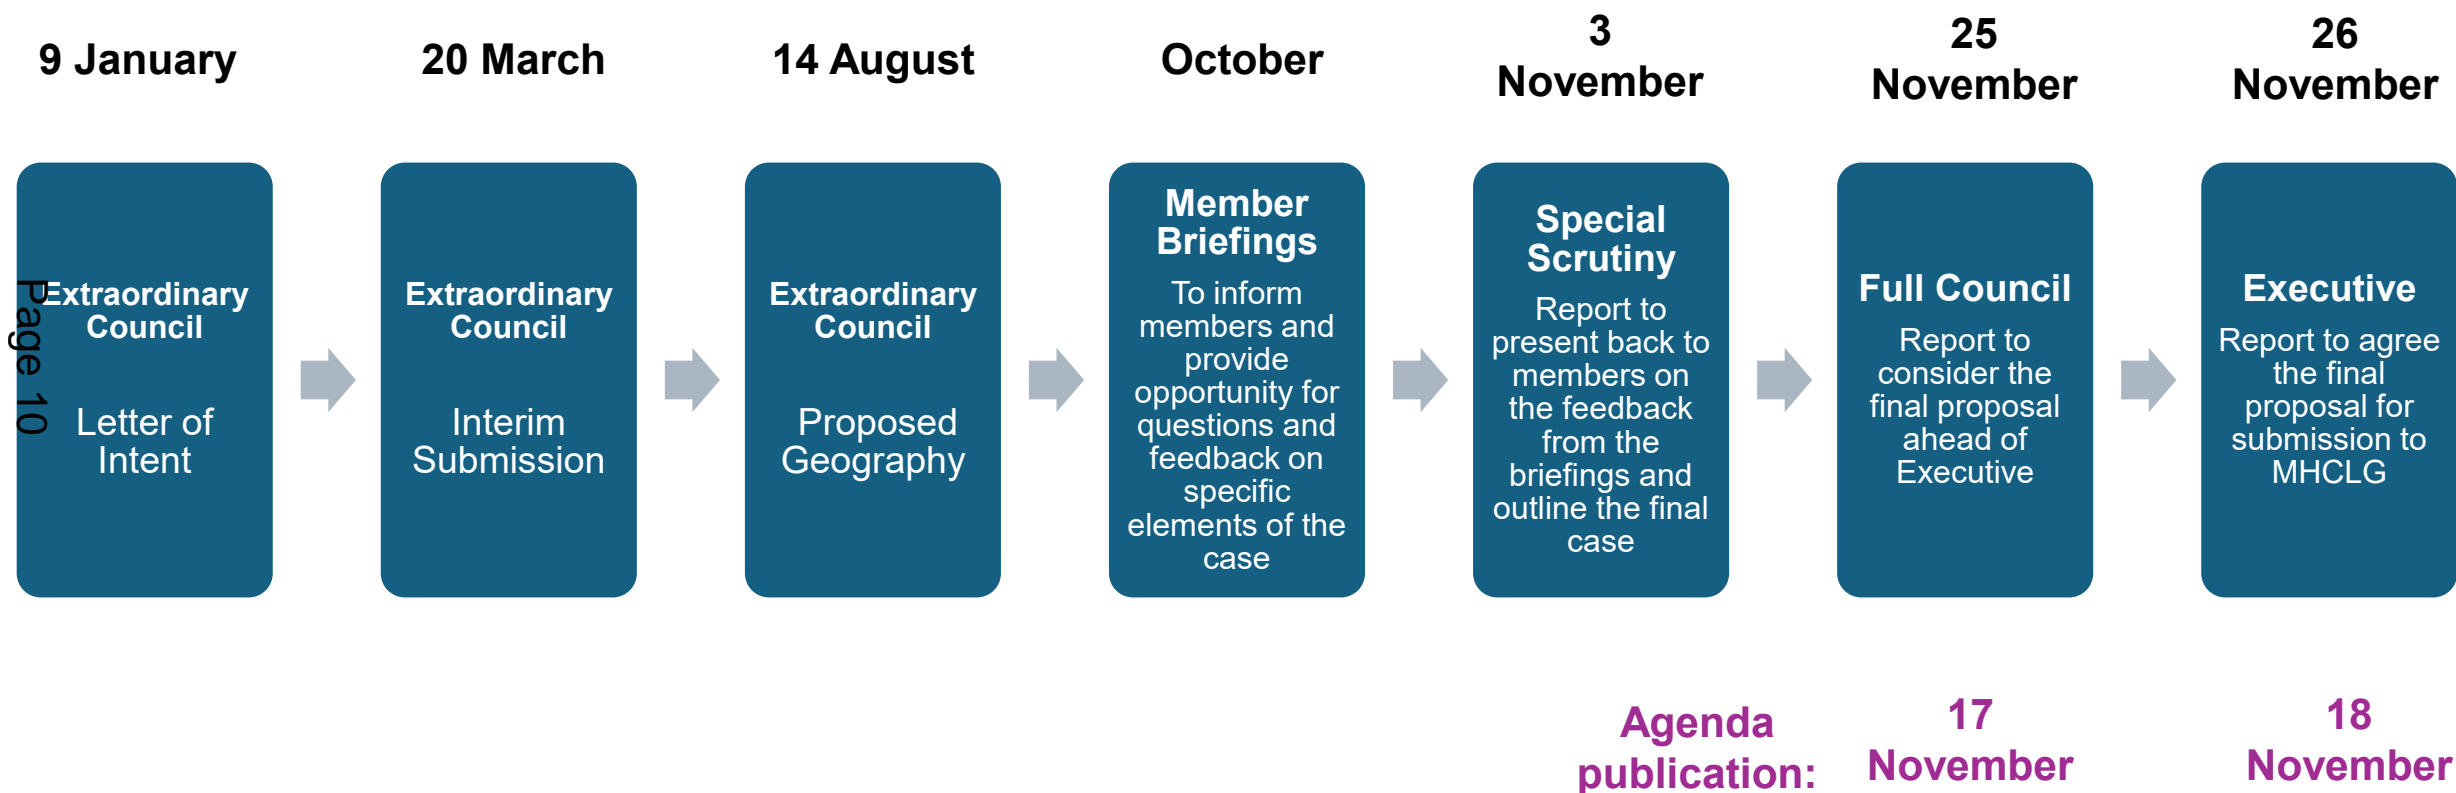 9 January
20 March
14 August
October
3
November
25
November
26
November
Extraordinary
Council
Letter of
Intent
Extraordinary
Council
Interim
Submission
Extraordinary
Council
Proposed
Geography
Member
Briefings
To inform
members and
provide
opportunity for
questions and
feedback on
specific
elements of the
case
Special
Scrutiny
Report to
present back to
members on
the feedback
from the
briefings and
outline the final
case
Full Council
Report to
consider the
final proposal
ahead of
Executive
Executive
Report to agree
the final
proposal for
submission to
MHCLG
Page 10
Agenda
publication:
17
November
18
November